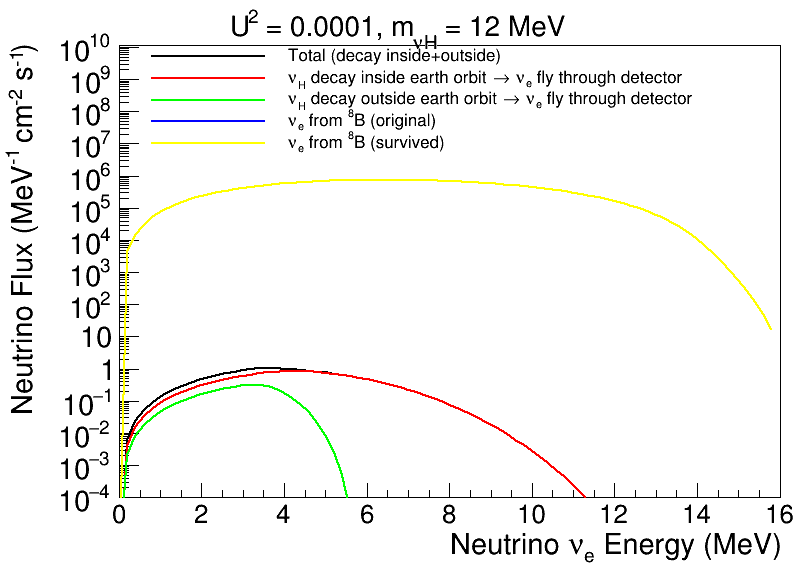 U² = 0.0001, m_νH = 12 MeV
Total (decay inside+outside)
ν_H decay inside earth orbit → ν_e fly through detector
ν_H decay outside earth orbit → ν_e fly through detector
ν_e from ⁸B (original)
ν_e from ⁸B (survived)
Neutrino Flux (MeV⁻¹ cm⁻² s⁻¹)
10¹⁰
10⁹
10⁸
10⁷
10⁶
10⁵
10⁴
10³
10²
10
1
10⁻¹
10⁻²
10⁻³
10⁻⁴
0 2 4 6 8 10 12 14 16
Neutrino ν_e Energy (MeV)